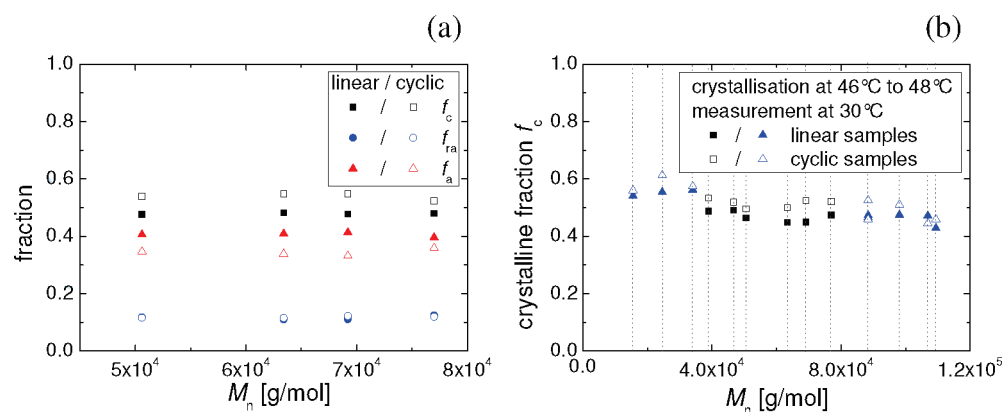 (a)
1.0
0.8
0.6
0.4
0.2
0.0
fraction
linear / cyclic
/ f_c
/ f_ra
/ f_a
5x10^4 6x10^4 7x10^4 8x10^4
M_n [g/mol]
(b)
1.0
0.8
0.6
0.4
0.2
0.0
crystalline fraction f_c
crystallisation at 46°C to 48°C
measurement at 30°C
/ linear samples
/ cyclic samples
0.0 4.0x10^4 8.0x10^4 1.2x10^5
M_n [g/mol]